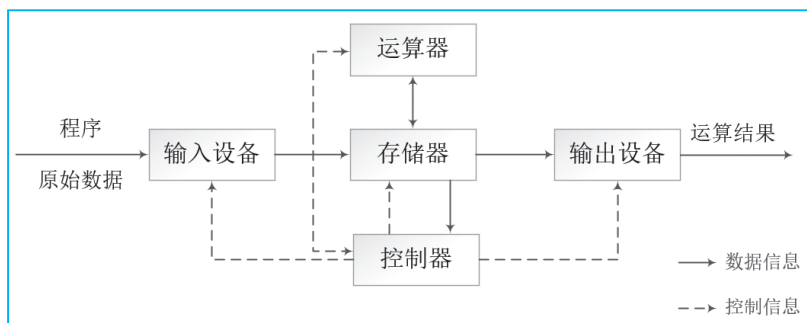 运算器
程序
运算结果
输入设备
存储器
输出设备
原始数据
控制器
数据信息
控制信息